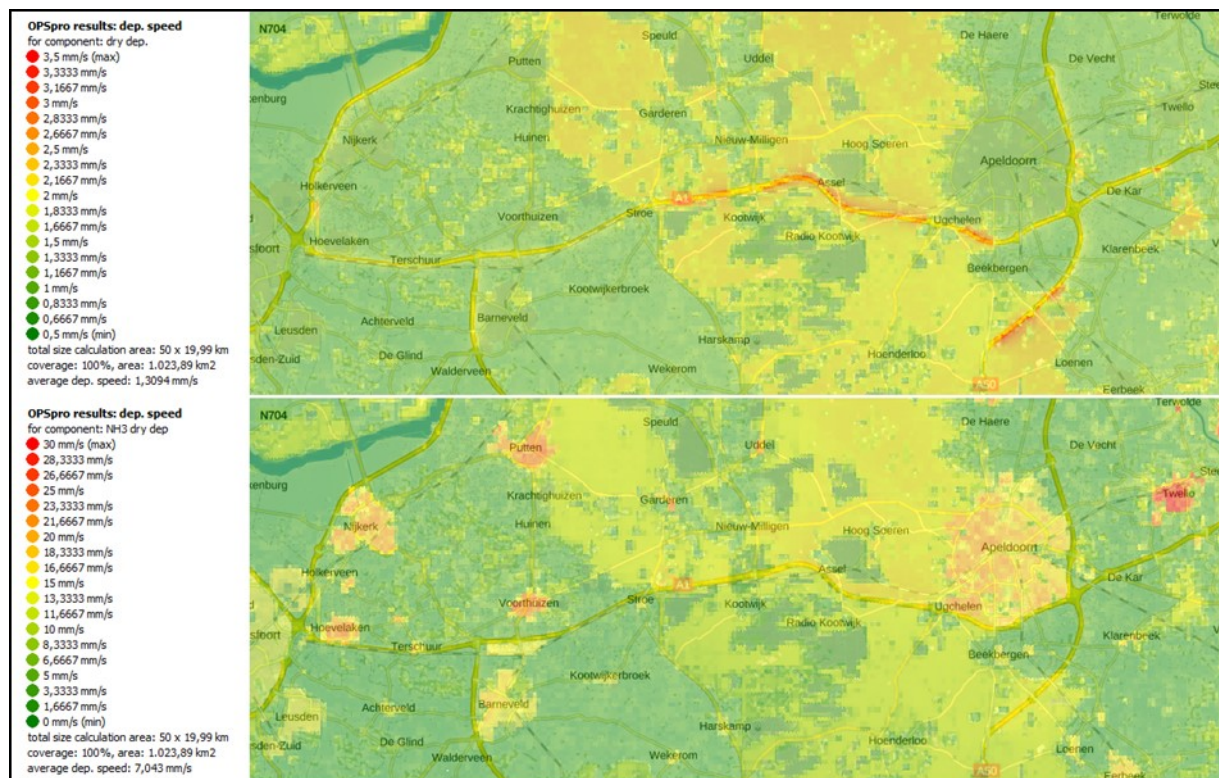 OPSpro results: dep. speed
for component: dry dep.
3,5 mm/s (max)
3,3333 mm/s
3,1667 mm/s
3 mm/s
2,8333 mm/s
2,6667 mm/s
2,5 mm/s
2,3333 mm/s
2,1667 mm/s
2 mm/s
1,8333 mm/s
1,6667 mm/s
1,5 mm/s
1,3333 mm/s
1,1667 mm/s
1 mm/s
0,8333 mm/s
0,6667 mm/s
0,5 mm/s (min)
total size calculation area: 50 x 19,99 km
coverage: 100%, area: 1.023,89 km2
average dep. speed: 1,3094 mm/s
N704
Speuld
De Haere
Terwolde
Putten
Uddel
De Vecht
Ste
kenburg
Krachtighuizen
Garderen
Twello
Nijkerk
Huinen
Nieuw-Milligen
Hoog Soeren
Apeldoorn
Holkerveen
A1
Assel
De Kar
Voorthuizen
Stroe
Kootwijk
Ugchelen
Hoevelaken
Radio Kootwijk
Klarenbeek
V
sfoort
Terschuur
Beekbergen
Kootwijkerbroek
Achterveld
Barneveld
Leusden
Harskamp
De Glind
Hoenderloo
Loenen
sden-Zuid
Walderveen
Wekerom
A50
Eerbeek
OPSpro results: dep. speed
for component: NH3 dry dep
30 mm/s (max)
28,3333 mm/s
26,6667 mm/s
25 mm/s
23,3333 mm/s
21,6667 mm/s
20 mm/s
18,3333 mm/s
16,6667 mm/s
15 mm/s
13,3333 mm/s
11,6667 mm/s
10 mm/s
8,3333 mm/s
6,6667 mm/s
5 mm/s
3,3333 mm/s
1,6667 mm/s
0 mm/s (min)
total size calculation area: 50 x 19,99 km
coverage: 100%, area: 1.023,89 km2
average dep. speed: 7,043 mm/s
N704
Speuld
De Haere
Terwolde
Putten
Uddel
De Vecht
Ste
kenburg
Krachtighuizen
Garderen
Twello
Nijkerk
Huinen
Nieuw-Milligen
Hoog Soeren
Apeldoorn
Holkerveen
A1
Assel
De Kar
Voorthuizen
Stroe
Kootwijk
Ugchelen
Hoevelaken
Radio Kootwijk
Klarenbeek
V
sfoort
Terschuur
Beekbergen
Kootwijkerbroek
Achterveld
Barneveld
Leusden
Harskamp
De Glind
Hoenderloo
Loenen
sden-Zuid
Walderveen
Wekerom
A50
Eerbeek